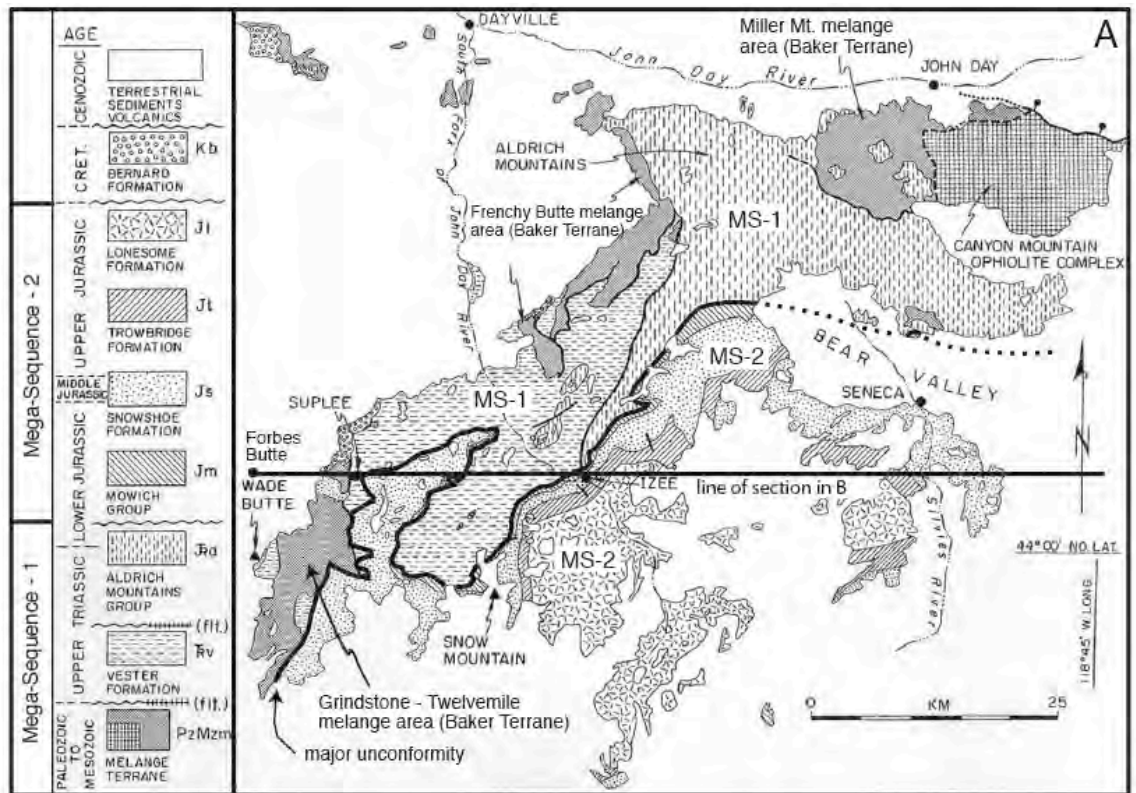 AGE
CENOZOIC
TERRESTRIAL
SEDIMENTS
VOLCANICS
CRET.
Kb
BERNARD
FORMATION
Mega-Sequence - 2
UPPER JURASSIC
Jl
LONESOME
FORMATION
Jt
TROWBRIDGE
FORMATION
MIDDLE
JURASSIC
Js
SNOWSHOE
FORMATION
LOWER JURASSIC
Jm
MOWICH
GROUP
Mega-Sequence - 1
UPPER TRIASSIC
ALDRICH
MOUNTAINS
GROUP
(flt.)
UPPER
VESTER
FORMATION
(flt.)
PALEOZOIC
TO
MESOZOIC
PzMzm
MELANGE
TERRANE
A
DAYVILLE
South Fork of John Day River
John Day River
JOHN DAY
Miller Mt. melange
area (Baker Terrane)
ALDRICH
MOUNTAINS
Frenchy Butte melange
area (Baker Terrane)
MS-1
CANYON MOUNTAIN
OPHIOLITE COMPLEX
MS-2
BEAR
VALLEY
SENECA
MS-1
SUPLEE
Forbes
Butte
WADE
BUTTE
IZEE
line of section in B
N
Silvies River
44°00' NO. LAT.
118°45' W. LONG
MS-2
SNOW
MOUNTAIN
Grindstone - Twelvemile
melange area (Baker Terrane)
major unconformity
0 KM 25